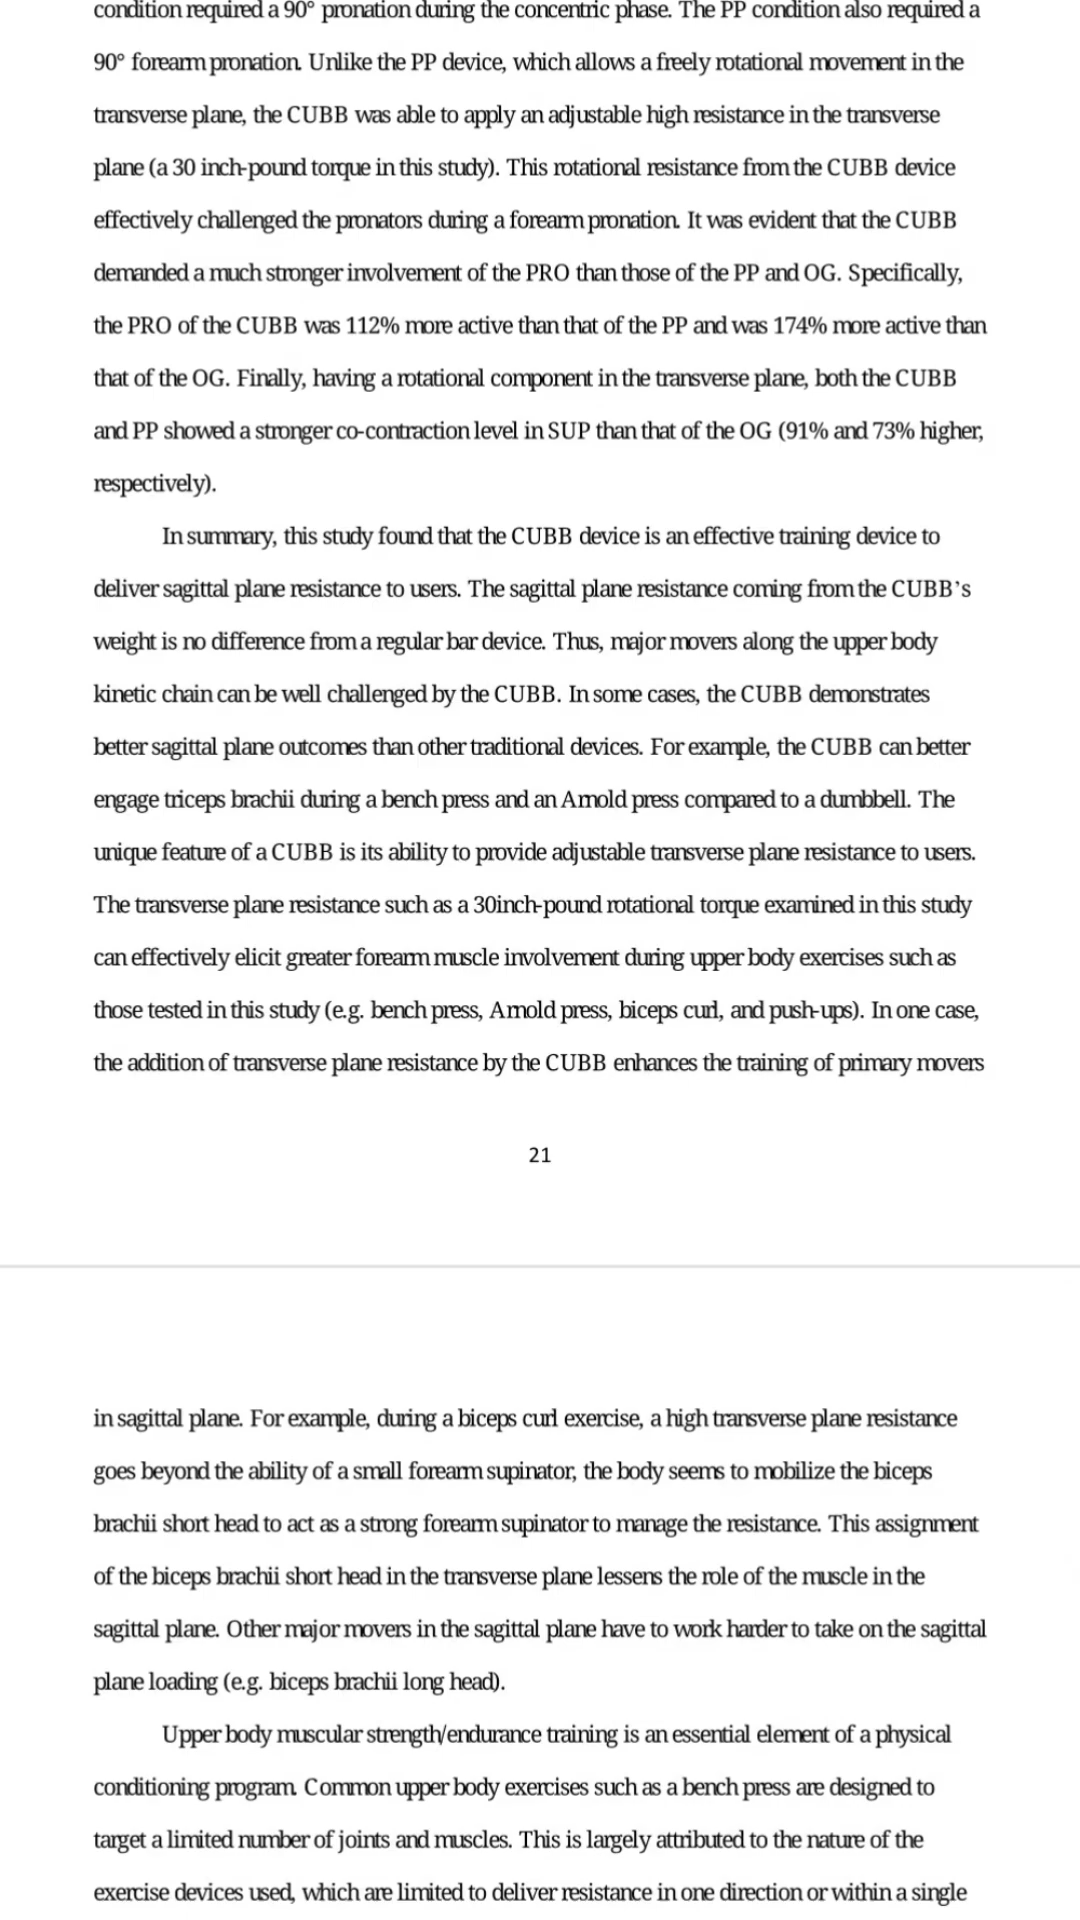 condition required a 90° pronation during the concentric phase. The PP condition also required a
90° forearm pronation. Unlike the PP device, which allows a freely rotational movement in the
transverse plane, the CUBB was able to apply an adjustable high resistance in the transverse
plane (a 30 inch-pound torque in this study). This rotational resistance from the CUBB device
effectively challenged the pronators during a forearm pronation. It was evident that the CUBB
demanded a much stronger involvement of the PRO than those of the PP and OG. Specifically,
the PRO of the CUBB was 112% more active than that of the PP and was 174% more active than
that of the OG. Finally, having a rotational component in the transverse plane, both the CUBB
and PP showed a stronger co-contraction level in SUP than that of the OG (91% and 73% higher,
respectively).
In summary, this study found that the CUBB device is an effective training device to
deliver sagittal plane resistance to users. The sagittal plane resistance coming from the CUBB's
weight is no difference from a regular bar device. Thus, major movers along the upper body
kinetic chain can be well challenged by the CUBB. In some cases, the CUBB demonstrates
better sagittal plane outcomes than other traditional devices. For example, the CUBB can better
engage triceps brachii during a bench press and an Arnold press compared to a dumbbell. The
unique feature of a CUBB is its ability to provide adjustable transverse plane resistance to users.
The transverse plane resistance such as a 30inch-pound rotational torque examined in this study
can effectively elicit greater forearm muscle involvement during upper body exercises such as
those tested in this study (e.g. bench press, Arnold press, biceps curl, and push-ups). In one case,
the addition of transverse plane resistance by the CUBB enhances the training of primary movers
21
in sagittal plane. For example, during a biceps curl exercise, a high transverse plane resistance
goes beyond the ability of a small forearm supinator, the body seems to mobilize the biceps
brachii short head to act as a strong forearm supinator to manage the resistance. This assignment
of the biceps brachii short head in the transverse plane lessens the role of the muscle in the
sagittal plane. Other major movers in the sagittal plane have to work harder to take on the sagittal
plane loading (e.g. biceps brachii long head).
Upper body muscular strength/endurance training is an essential element of a physical
conditioning program. Common upper body exercises such as a bench press are designed to
target a limited number of joints and muscles. This is largely attributed to the nature of the
exercise devices used, which are limited to deliver resistance in one direction or within a single